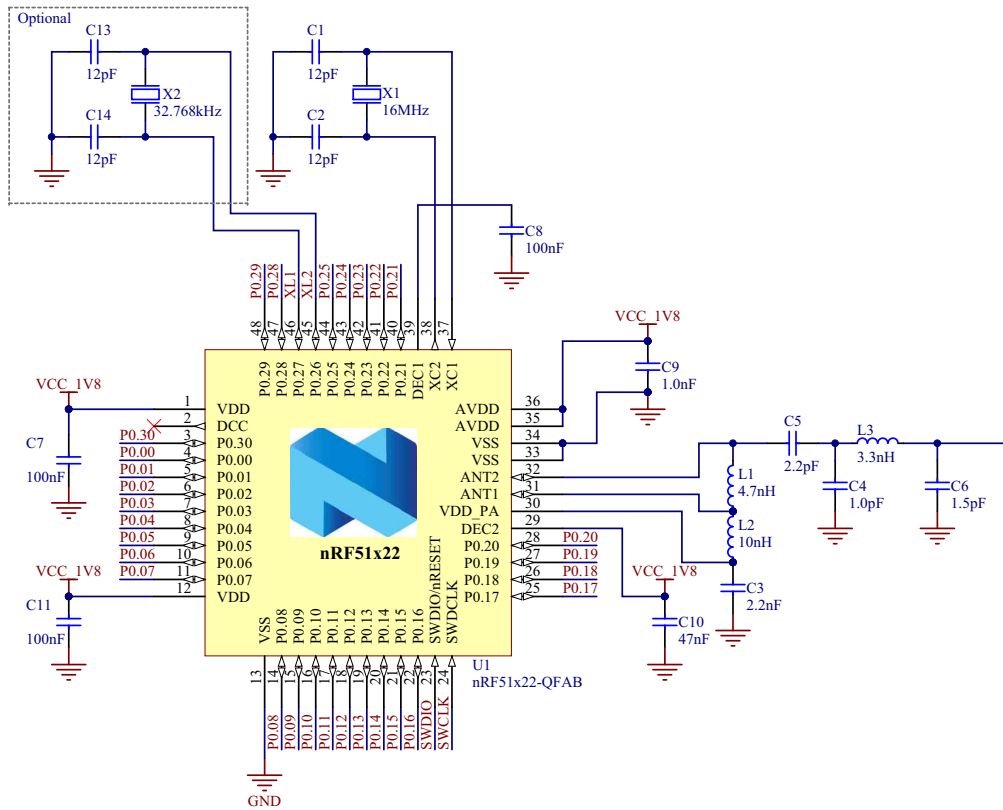 Optional
C13
12pF
X2
32.768kHz
C14
12pF
C1
12pF
X1
16MHz
C2
12pF
C8
100nF
P0.29
P0.28
XL1
XL2
P0.25
P0.24
P0.23
P0.22
P0.21
48
47
46
45
44
43
42
41
40
39
38
37
P0.29
P0.28
P0.27
P0.26
P0.25
P0.24
P0.23
P0.22
P0.21
DEC1
XC2
XC1
VCC_1V8
C7
100nF
P0.30
P0.00
P0.01
P0.02
P0.03
P0.04
P0.05
P0.06
P0.07
VCC_1V8
C11
100nF
1 VDD
2 DCC
3 P0.30
4 P0.00
5 P0.01
6 P0.02
7 P0.03
8 P0.04
9 P0.05
10 P0.06
11 P0.07
12 VDD
nRF51x22
AVDD 36
AVDD 35
VSS 34
VSS 33
ANT2 32
ANT1 31
VDD_PA 30
DEC2 29
P0.20 28 P0.20
P0.19 27 P0.19
P0.18 26 P0.18
P0.17 25 P0.17
VCC_1V8
C9
1.0nF
C5
2.2pF
L3
3.3nH
L1
4.7nH
C4
1.0pF
C6
1.5pF
L2
10nH
C3
2.2nF
VCC_1V8
C10
47nF
VSS
P0.08
P0.09
P0.10
P0.11
P0.12
P0.13
P0.14
P0.15
P0.16
SWDIO/nRESET
SWDCLK
13
14
15
16
17
18
19
20
21
22
23
24
U1
nRF51x22-QFAB
P0.08
P0.09
P0.10
P0.11
P0.12
P0.13
P0.14
P0.15
P0.16
SWDIO
SWCLK
GND